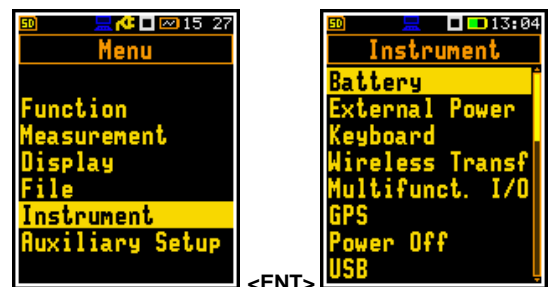 SD 15 27
Menu
Function
Measurement
Display
File
Instrument
Auxiliary Setup
<ENT>
SD 13:04
Instrument
Battery
External Power
Keyboard
Wireless Transf
Multifunct. I/O
GPS
Power Off
USB